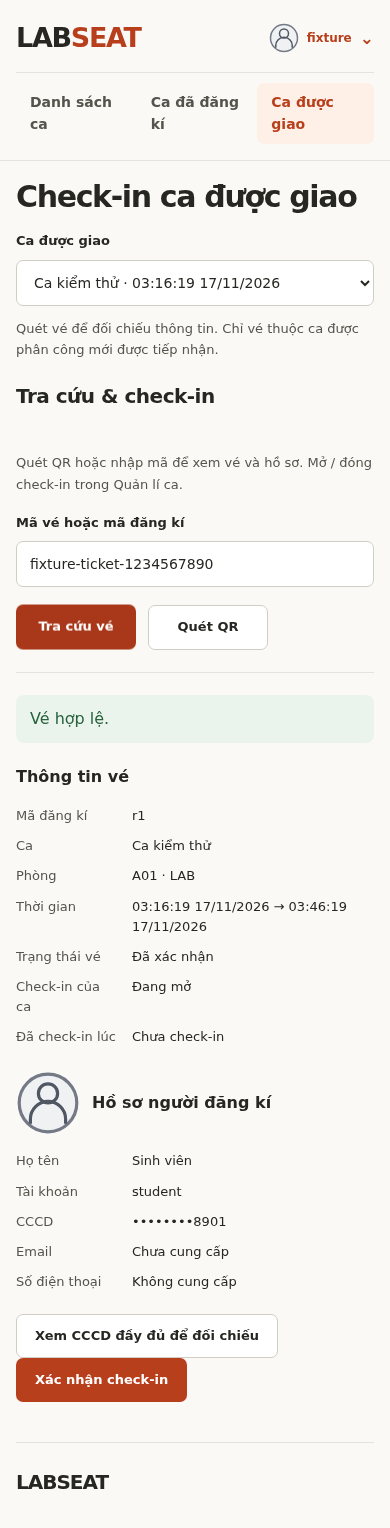 LABSEAT
fixture
Danh sách ca
Ca đã đăng kí
Ca được giao
Check-in ca được giao
Ca được giao
Ca kiểm thử · 03:16:19 17/11/2026
Quét vé để đối chiếu thông tin. Chỉ vé thuộc ca được
phân công mới được tiếp nhận.
Tra cứu & check-in
Quét QR hoặc nhập mã để xem vé và hồ sơ. Mở / đóng
check-in trong Quản lí ca.
Mã vé hoặc mã đăng kí
fixture-ticket-1234567890
Tra cứu vé
Quét QR
Vé hợp lệ.
Thông tin vé
Mã đăng kí r1
Ca Ca kiểm thử
Phòng A01 · LAB
Thời gian 03:16:19 17/11/2026 → 03:46:19
17/11/2026
Trạng thái vé Đã xác nhận
Check-in của ca Đang mở
Đã check-in lúc Chưa check-in
Hồ sơ người đăng kí
Họ tên Sinh viên
Tài khoản student
CCCD ••••••••8901
Email Chưa cung cấp
Số điện thoại Không cung cấp
Xem CCCD đầy đủ để đối chiếu
Xác nhận check-in
LABSEAT